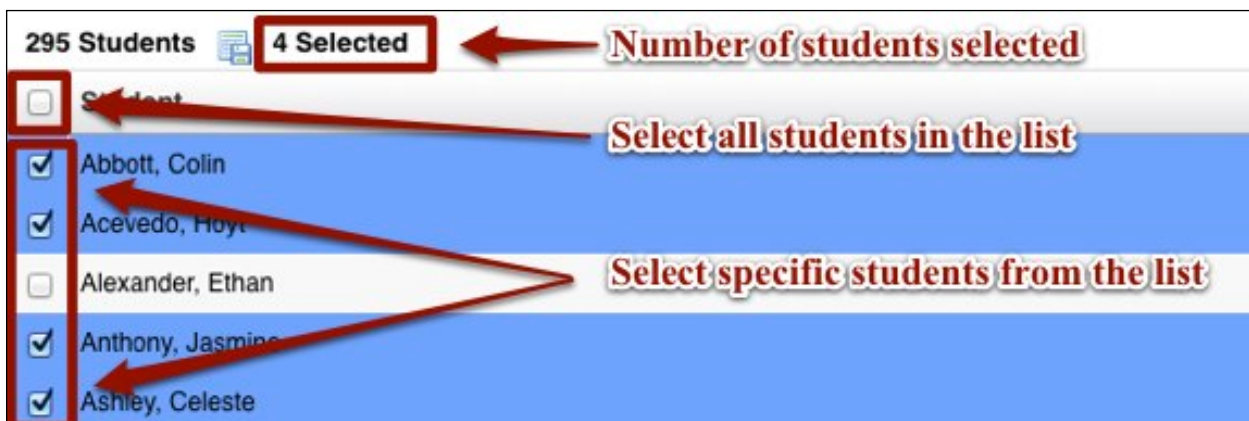 295 Students 4 Selected Number of students selected
Student
Select all students in the list
Abbott, Colin
Acevedo, Hoyt
Alexander, Ethan Select specific students from the list
Anthony, Jasmine
Ashley, Celeste